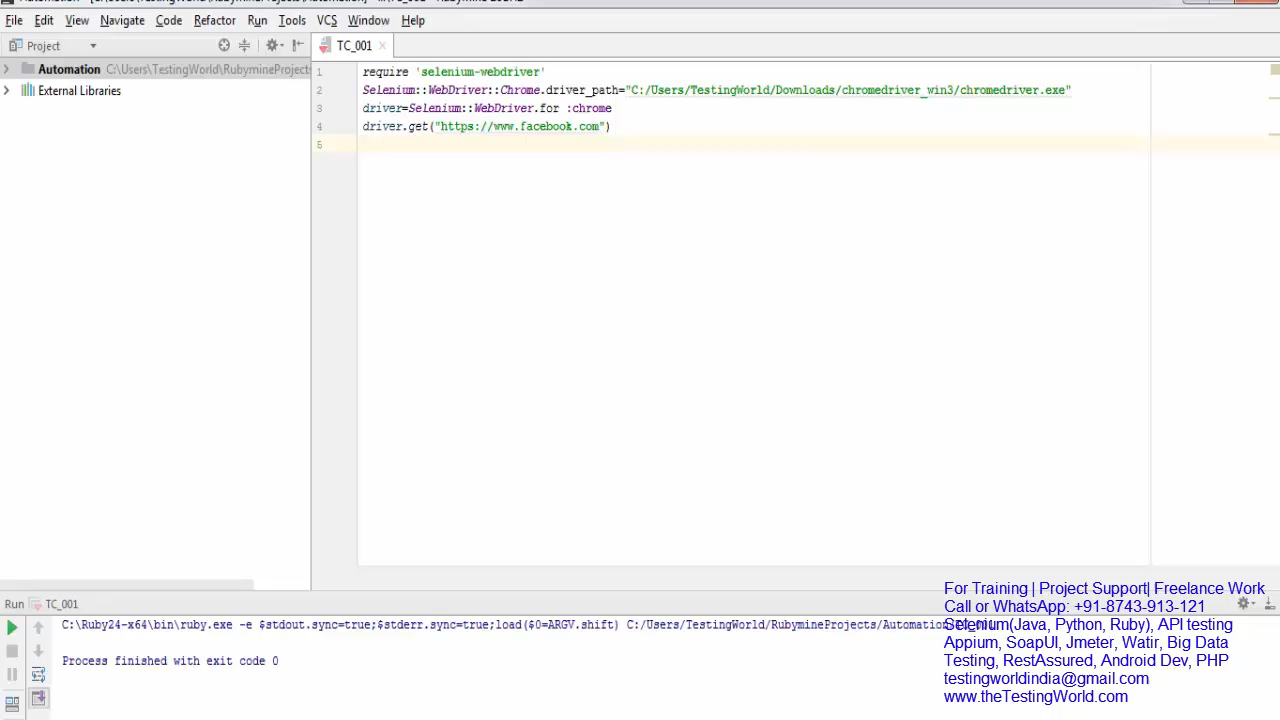 File Edit View Navigate Code Refactor Run Tools VCS Window Help
Project
TC_001
Automation C:\Users\TestingWorld\RubymineProjects
External Libraries
1 require 'selenium-webdriver'
2 Selenium::WebDriver::Chrome.driver_path="C:/Users/TestingWorld/Downloads/chromedriver_win3/chromedriver.exe"
3 driver=Selenium::WebDriver.for :chrome
4 driver.get("https://www.facebook.com")
5
Run TC_001
C:\Ruby24-x64\bin\ruby.exe -e $stdout.sync=true;$stderr.sync=true;load($0=ARGV.shift) C:/Users/TestingWorld/RubymineProjects/Automation
Process finished with exit code 0
For Training | Project Support| Freelance Work
Call or WhatsApp: +91-8743-913-121
Selenium(Java, Python, Ruby), API testing
Appium, SoapUI, Jmeter, Watir, Big Data
Testing, RestAssured, Android Dev, PHP
testingworldindia@gmail.com
www.theTestingWorld.com